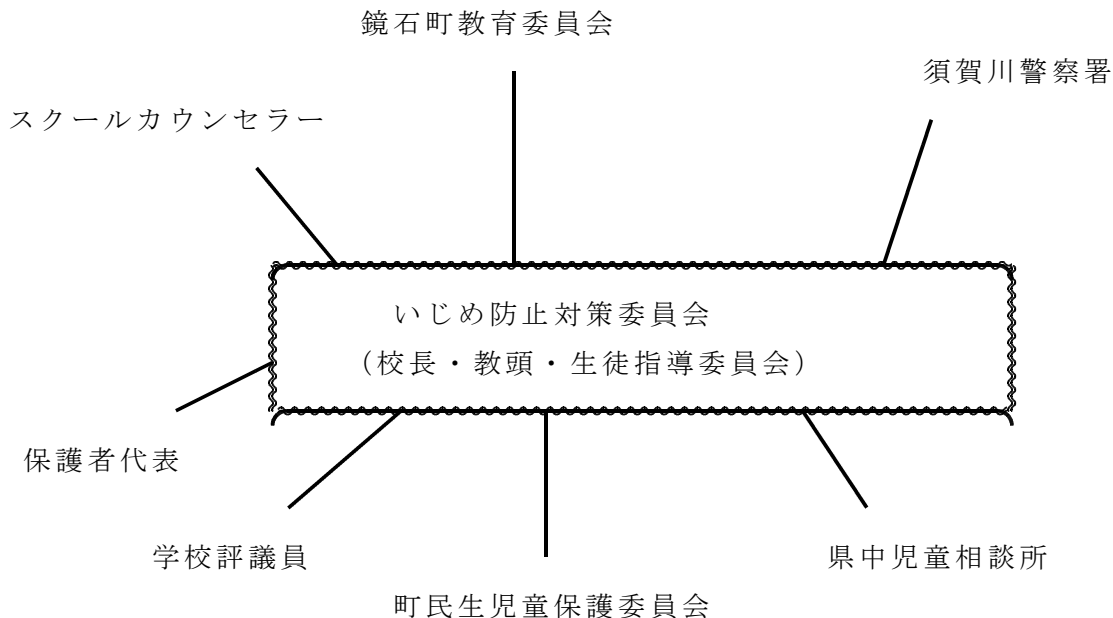 鏡石町教育委員会
須賀川警察署
スクールカウンセラー
いじめ防止対策委員会
（校長・教頭・生徒指導委員会）
保護者代表
学校評議員
県中児童相談所
町民生児童保護委員会